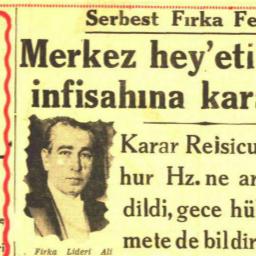 Serbest Fırka Fe
Merkez hey'eti
infisahına kar
Karar Reisicu
hur Hz. ne ar
dildi, gece hü
mete de bildir
Fırka Lideri Ali